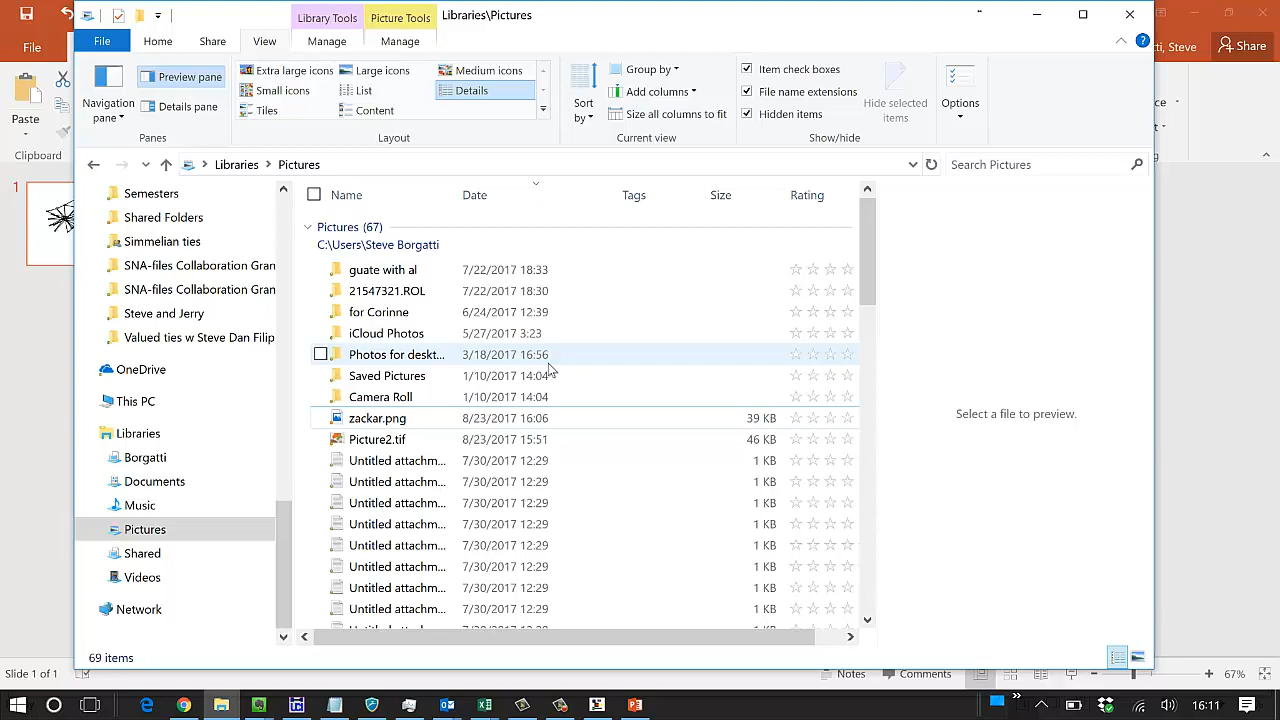 Library Tools
Picture Tools
Libraries\Pictures
File
File
Home
Share
View
Manage
Manage
tti, Steve
Share
Paste
Clipboard
Navigation
pane
Preview pane
Details pane
Panes
Extra large icons
Large icons
Medium icons
Small icons
List
Details
Tiles
Content
Layout
Sort
by
Group by
Add columns
Size all columns to fit
Current view
Item check boxes
File name extensions
Hidden items
Hide selected
items
Show/hide
Options
Libraries
Pictures
Search Pictures
1
Semesters
Shared Folders
Simmelian ties
SNA-files Collaboration Gran
SNA-files Collaboration Gran
Steve and Jerry
Valued ties w Steve Dan Filip
OneDrive
This PC
Libraries
Borgatti
Documents
Music
Pictures
Shared
Videos
Network
Name Date Tags Size Rating
Pictures (67)
C:\Users\Steve Borgatti
guate with al 7/22/2017 18:33
21547321.ROL 7/22/2017 18:30
for Corinne 6/24/2017 12:39
iCloud Photos 5/27/2017 3:23
Photos for deskt... 3/18/2017 16:56
Saved Pictures 1/10/2017 14:04
Camera Roll 1/10/2017 14:04
zackar.png 8/23/2017 16:06 39 KB
Picture2.tif 8/23/2017 15:51 46 KB
Untitled attachm... 7/30/2017 12:29 1 KB
Untitled attachm... 7/30/2017 12:29 1 KB
Untitled attachm... 7/30/2017 12:29 1 KB
Untitled attachm... 7/30/2017 12:29 1 KB
Untitled attachm... 7/30/2017 12:29 1 KB
Untitled attachm... 7/30/2017 12:29 1 KB
Untitled attachm... 7/30/2017 12:29 1 KB
Untitled attachm... 7/30/2017 12:29 1 KB
Select a file to preview.
69 items
Slide 1 of 1
Notes
Comments
67%
16:11